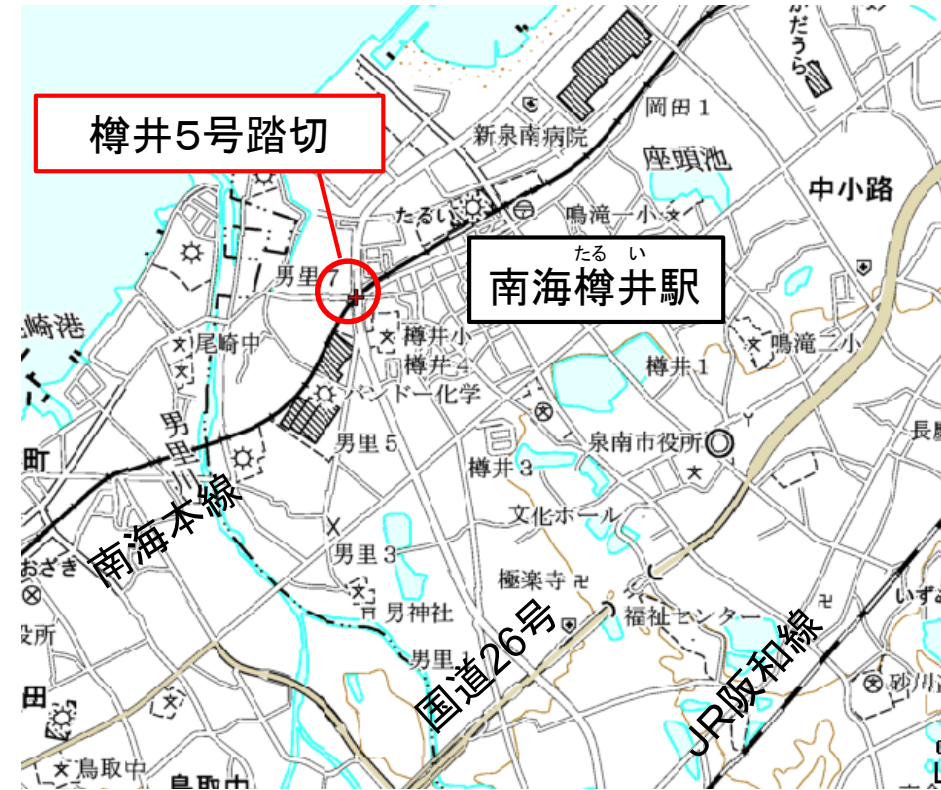 がだうら
岡田1
新泉南病院
座頭池
樽井5号踏切
中小路
たるい
鳴滝一小
たる い
南海樽井駅
男里7
崎港
尾崎中
樽井小
樽井4
樽井1
鳴滝二小
バンドー化学
男里川
男里5
泉南市役所
長慶
町
樽井3
南海本線
文化ホール
男里3
おざき
極楽寺
男神社
福祉センター
いずみ
役所
国道26号
男里1
JR阪和線
砂川
田
鳥取中
鳥取中